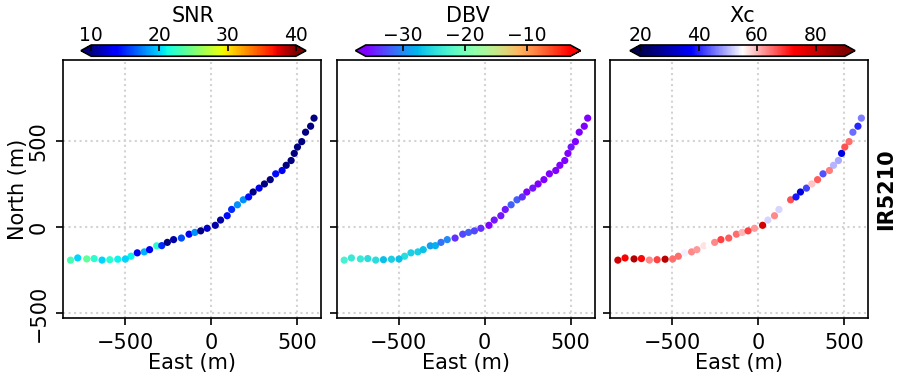 SNR DBV Xc
10 20 30 40 −30 −20 −10 20 40 60 80
North (m)
500
0
−500
IR5210
−500 0 500 −500 0 500 −500 0 500
East (m) East (m) East (m)